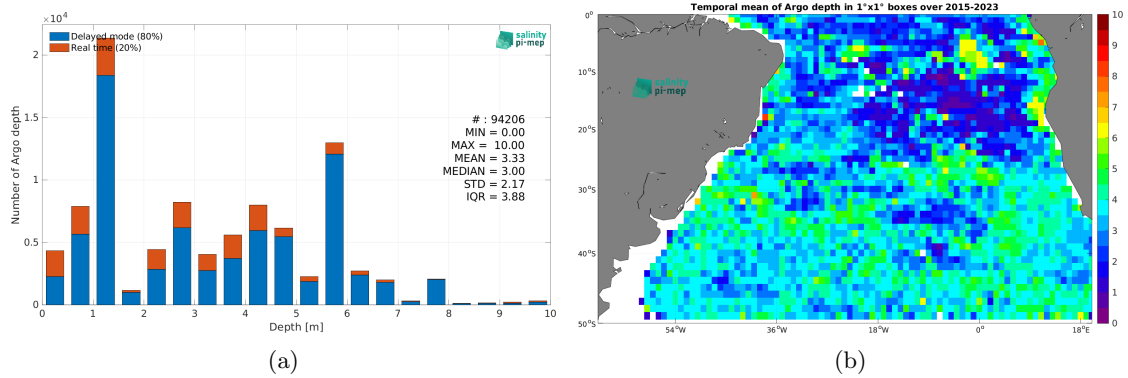 ×10⁴
Delayed mode (80%)
Real time (20%)
salinity
pi-mep
Number of Argo depth
2
1.5
1
0.5
0
# : 94206
MIN = 0.00
MAX = 10.00
MEAN = 3.33
MEDIAN = 3.00
STD = 2.17
IQR = 3.88
0 1 2 3 4 5 6 7 8 9 10
Depth [m]
(a)
Temporal mean of Argo depth in 1°x1° boxes over 2015-2023
0°
10°S
20°S
30°S
40°S
50°S
salinity
pi-mep
54°W 36°W 18°W 0° 18°E
10
9
8
7
6
5
4
3
2
1
0
(b)